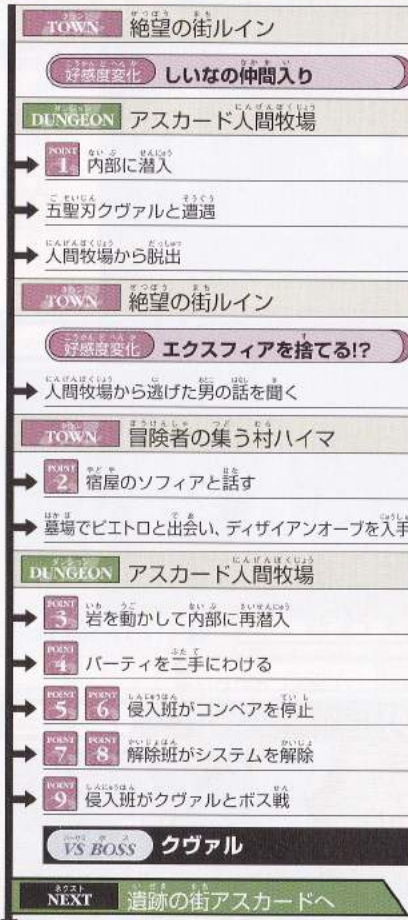 TOWN 絶望の街ルイン
好感度変化 しいなの仲間入り
DUNGEON アスカード人間牧場
POINT 1 内部に潜入
五聖刃クヴァルと遭遇
人間牧場から脱出
TOWN 絶望の街ルイン
好感度変化 エクスフィアを捨てる!?
人間牧場から逃げた男の話を聞く
TOWN 冒険者の集う村ハイマ
POINT 2 宿屋のソフィアと話す
墓場でピエトロと出会い、ディザイアンオーブを入手
DUNGEON アスカード人間牧場
POINT 3 岩を動かして内部に再潜入
POINT 4 パーティを二手にわける
POINT 5 POINT 6 侵入班がコンベアを停止
POINT 7 POINT 8 解除班がシステムを解除
POINT 9 侵入班がクヴァルとボス戦
VS BOSS クヴァル
NEXT 遺跡の街アスカードへ